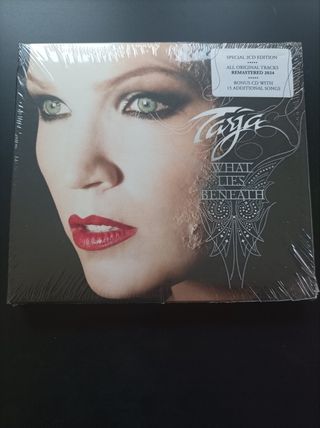 SPECIAL 2CD EDITION
ALL ORIGINAL TRACKS
REMASTERED 2024
BONUS CD WITH
15 ADDITIONAL SONGS
Tarja
WHAT
LIES
BENEATH